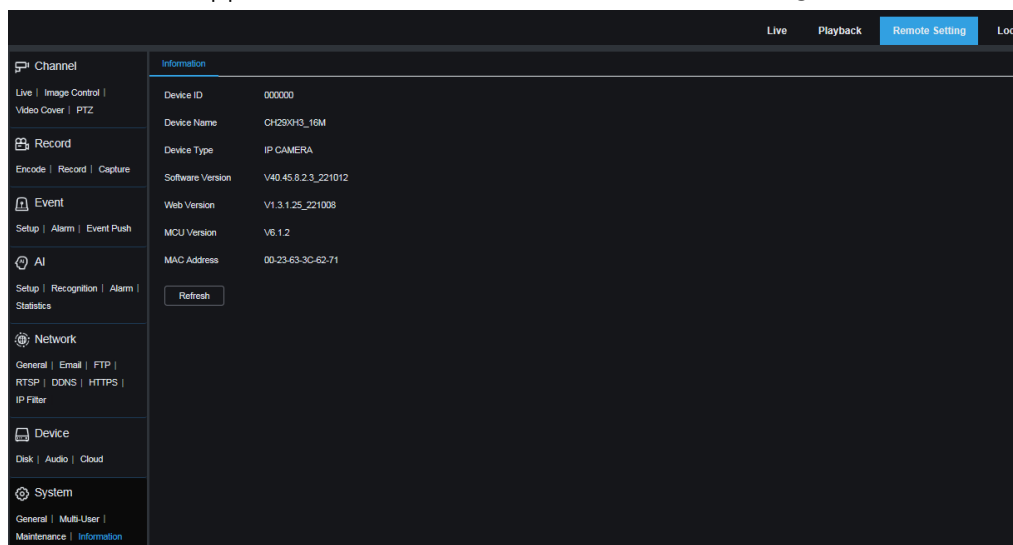 Live Playback Remote Setting Loc
Channel
Live | Image Control |
Video Cover | PTZ
Record
Encode | Record | Capture
Event
Setup | Alarm | Event Push
AI
Setup | Recognition | Alarm |
Statistics
Network
General | Email | FTP |
RTSP | DDNS | HTTPS |
IP Filter
Device
Disk | Audio | Cloud
System
General | Multi-User |
Maintenance | Information
Information
Device ID 000000
Device Name CH29XH3_16M
Device Type IP CAMERA
Software Version V40.45.8.2.3_221012
Web Version V1.3.1.25_221008
MCU Version V6.1.2
MAC Address 00-23-63-3C-62-71
Refresh